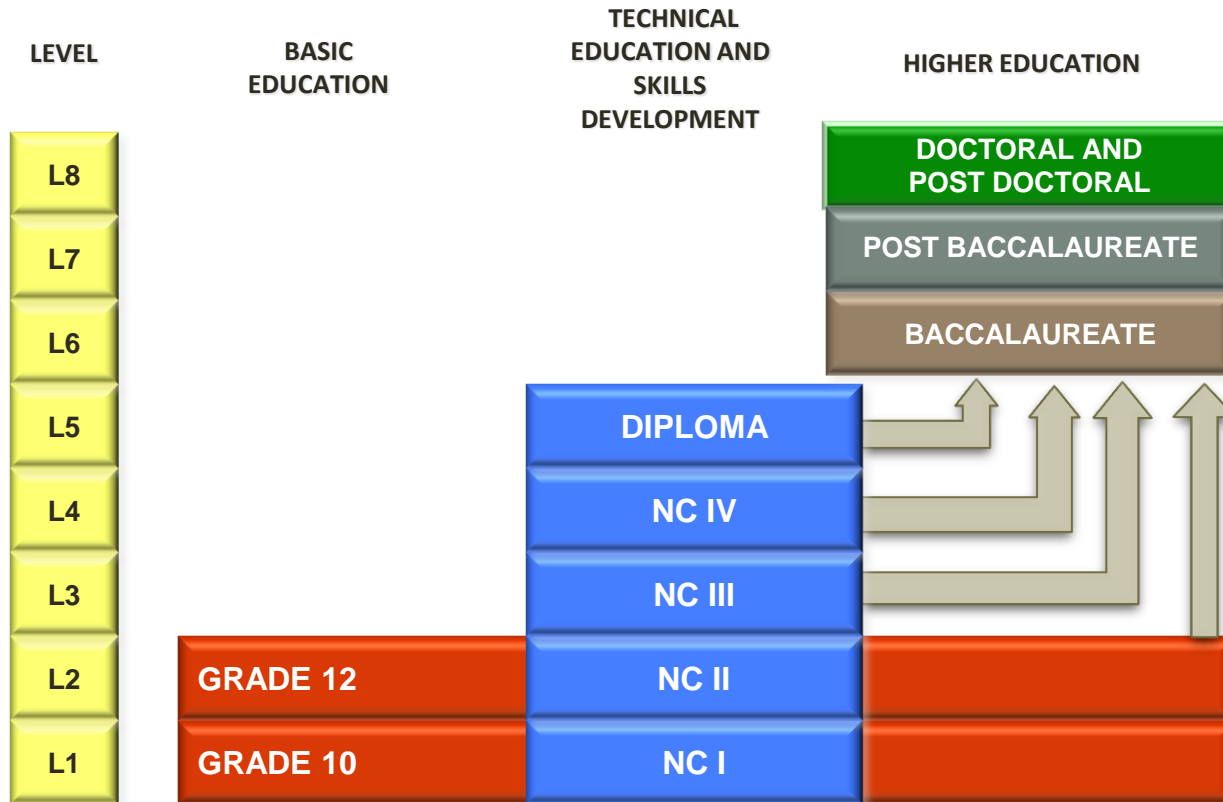 LEVEL
BASIC
EDUCATION
TECHNICAL
EDUCATION AND
SKILLS
DEVELOPMENT
HIGHER EDUCATION
L8
DOCTORAL AND
POST DOCTORAL
L7
POST BACCALAUREATE
L6
BACCALAUREATE
L5
DIPLOMA
L4
NC IV
L3
NC III
L2
GRADE 12
NC II
L1
GRADE 10
NC I